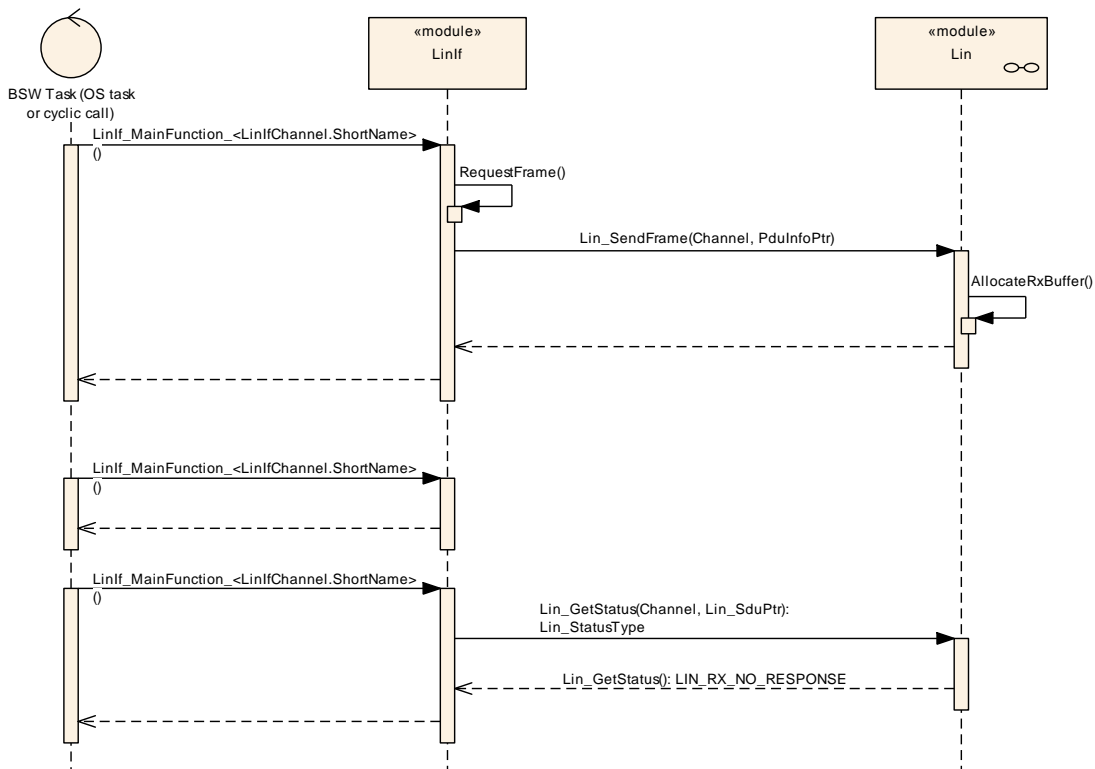 «module»
LinIf
«module»
Lin
BSW Task (OS task
or cyclic call)
LinIf_MainFunction_<LinIfChannel.ShortName>
()
RequestFrame()
Lin_SendFrame(Channel, PduInfoPtr)
AllocateRxBuffer()
LinIf_MainFunction_<LinIfChannel.ShortName>
()
LinIf_MainFunction_<LinIfChannel.ShortName>
()
Lin_GetStatus(Channel, Lin_SduPtr):
Lin_StatusType
Lin_GetStatus(): LIN_RX_NO_RESPONSE